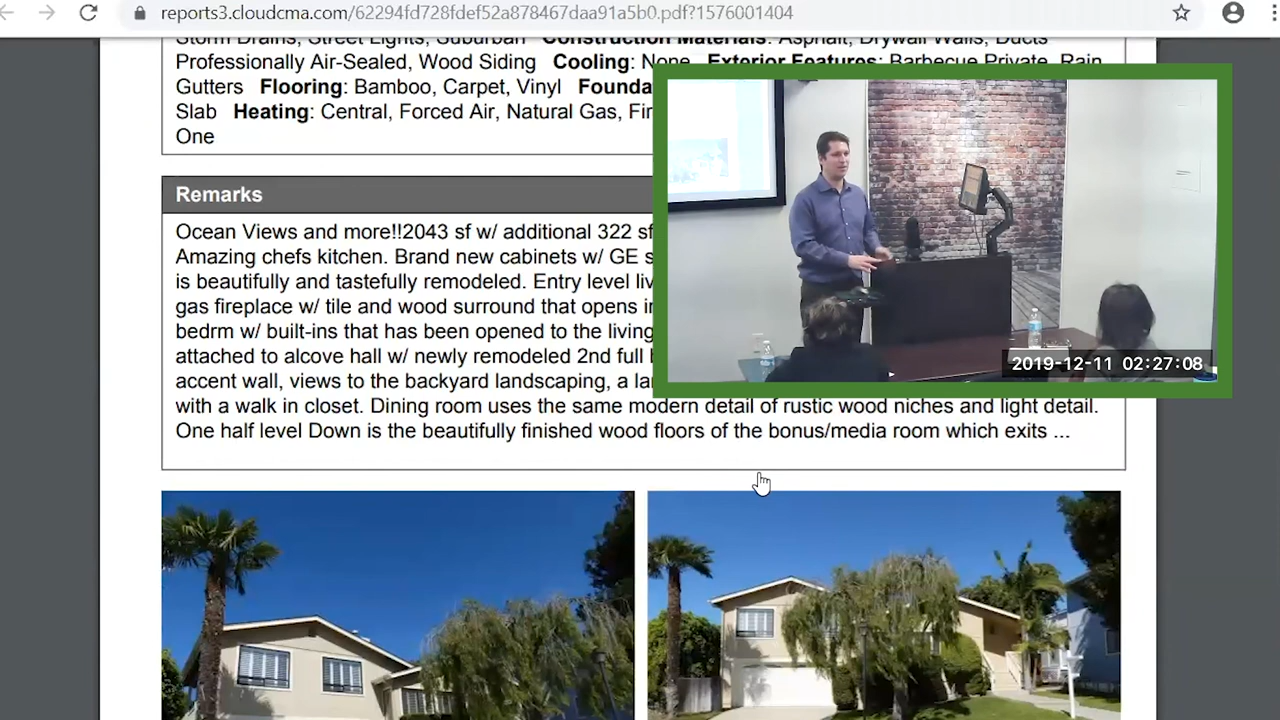 reports3.cloudcma.com/62294fd728fdef52a878467daa91a5b0.pdf?1576001404
Storm Drains, Street Lights, Suburban Construction Materials: Asphalt, Drywall Walls, Ducts
Professionally Air-Sealed, Wood Siding Cooling: None Exterior Features: Barbecue Private, Rain
Gutters Flooring: Bamboo, Carpet, Vinyl Founda
Slab Heating: Central, Forced Air, Natural Gas, Fir
One
Remarks
Ocean Views and more!!2043 sf w/ additional 322 sf
Amazing chefs kitchen. Brand new cabinets w/ GE s
is beautifully and tastefully remodeled. Entry level liv
gas fireplace w/ tile and wood surround that opens in
bedrm w/ built-ins that has been opened to the living
attached to alcove hall w/ newly remodeled 2nd full b
accent wall, views to the backyard landscaping, a la
with a walk in closet. Dining room uses the same modern detail of rustic wood niches and light detail.
One half level Down is the beautifully finished wood floors of the bonus/media room which exits ...
2019-12-11 02:27:08